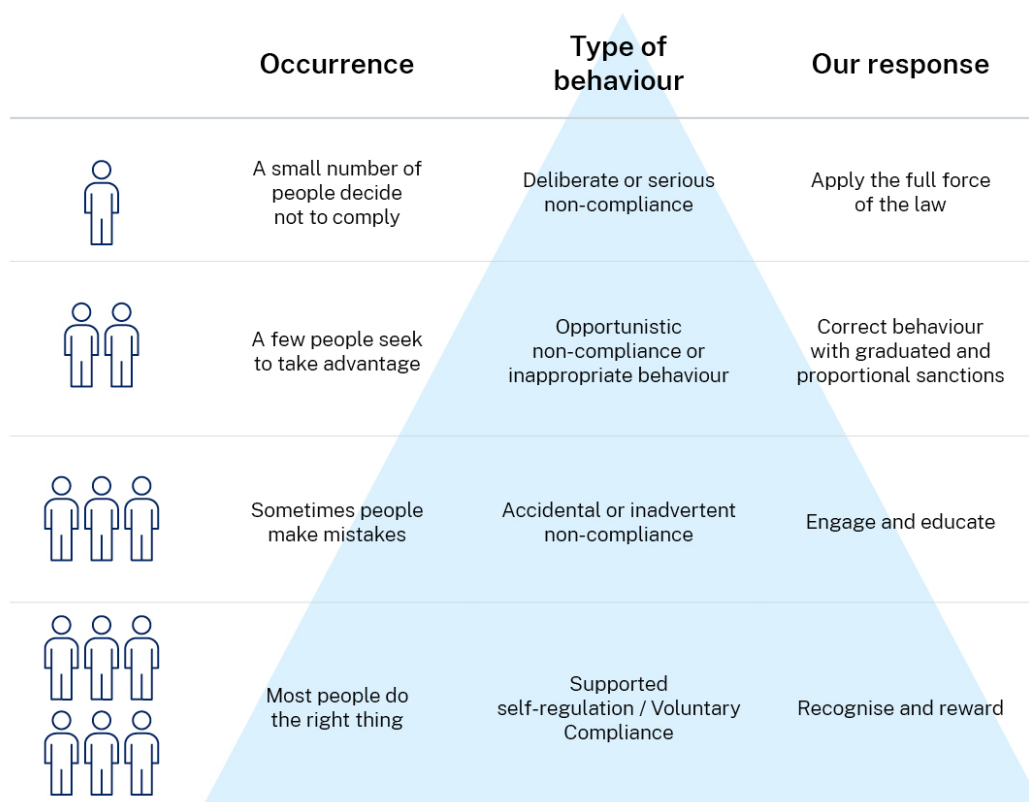 Occurrence
Type of
behaviour
Our response
A small number of
people decide
not to comply
Deliberate or serious
non-compliance
Apply the full force
of the law
A few people seek
to take advantage
Opportunistic
non-compliance or
inappropriate behaviour
Correct behaviour
with graduated and
proportional sanctions
Sometimes people
make mistakes
Accidental or inadvertent
non-compliance
Engage and educate
Most people do
the right thing
Supported
self-regulation / Voluntary
Compliance
Recognise and reward